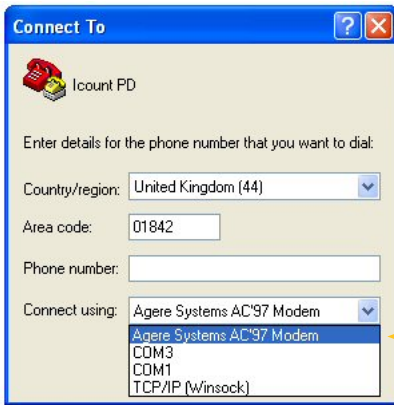 Connect To
Icount PD
Enter details for the phone number that you want to dial:
Country/region: United Kingdom (44)
Area code: 01842
Phone number:
Connect using: Agere Systems AC'97 Modem
Agere Systems AC'97 Modem
COM3
COM1
TCP/IP (Winsock)